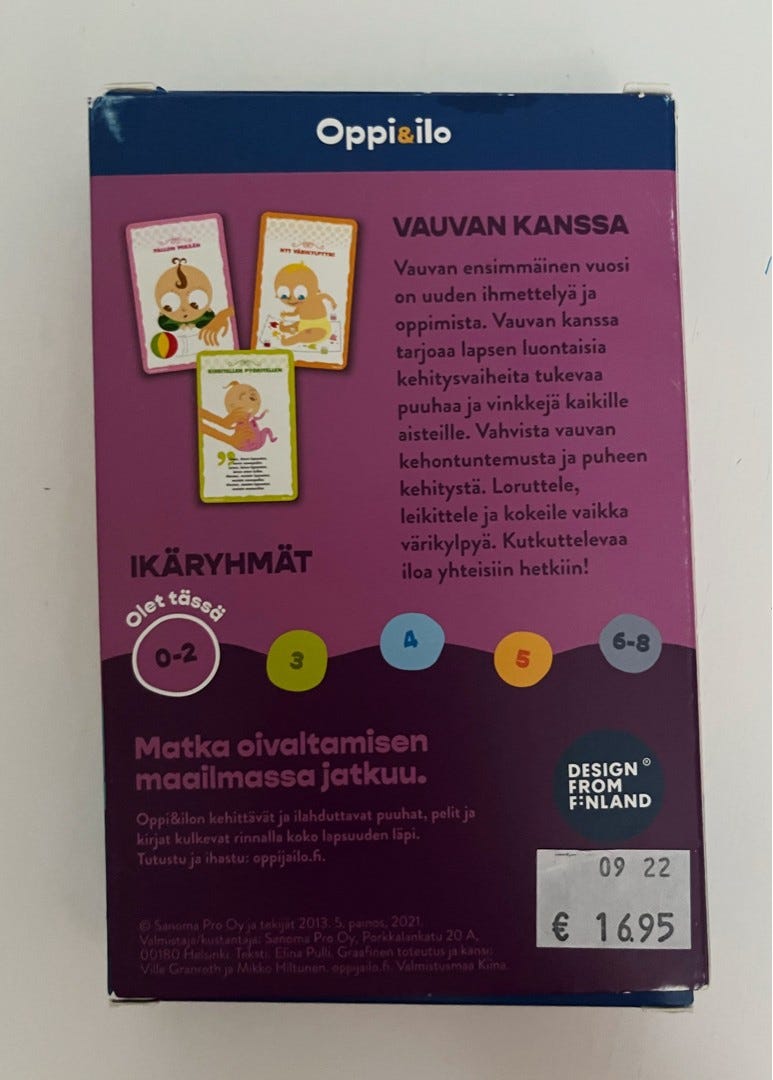 Oppi&ilo
PALLON PERÄÄN
NYT VÄRIKYLPYYN!
VAUVAN KANSSA
Vauvan ensimmäinen vuosi
on uuden ihmettelyä ja
oppimista. Vauvan kanssa
tarjoaa lapsen luontaisia
kehitysvaiheita tukevaa
puuhaa ja vinkkejä kaikille
aisteille. Vahvista vauvan
kehontuntemusta ja puheen
kehitystä. Loruttele,
leikittele ja kokeile vaikka
värikylpyä. Kutkuttelevaa
iloa yhteisiin hetkiin!
IKÄRYHMÄT
Olet tässä
0-2
3
4
5
6-8
Matka oivaltamisen
maailmassa jatkuu.
Oppi&ilon kehittävät ja ilahduttavat puuhat, pelit ja
kirjat kulkevat rinnalla koko lapsuuden läpi.
Tutustu ja ihastu: oppijailo.fi.
DESIGN ®
FROM
FINLAND
09 22
€ 16.95
© Sanoma Pro Oy ja tekijät 2013. 5. painos, 2021.
Valmistaja/kustantaja: Sanoma Pro Oy, Porkkalankatu 20 A,
00180 Helsinki. Teksti: Elina Pulli. Graafinen toteutus ja kansi:
Ville Granroth ja Mikko Hiltunen. oppijailo.fi. Valmistusmaa Kiina.